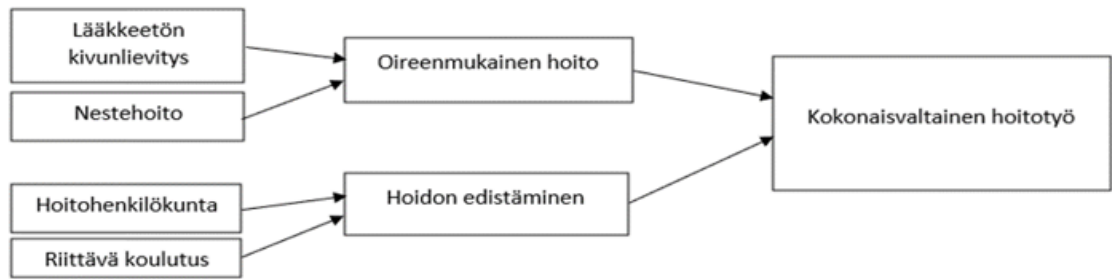 Lääkkeetön
kivunlievitys
Nestehoito
Hoitohenkilökunta
Riittävä koulutus
Oireenmukainen hoito
Hoidon edistäminen
Kokonaisvaltainen hoitotyö